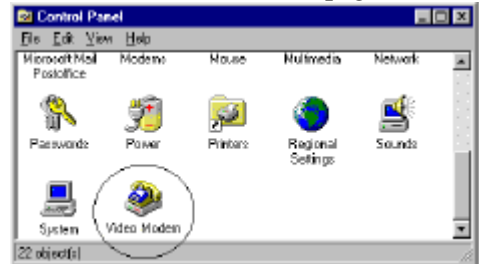 Control Panel
File Edit View Help
Microsoft Mail Modems Mouse Multimedia Network
Postoffice
Passwords Power Printers Regional Sounds
Settings
System Video Modem
22 object(s)